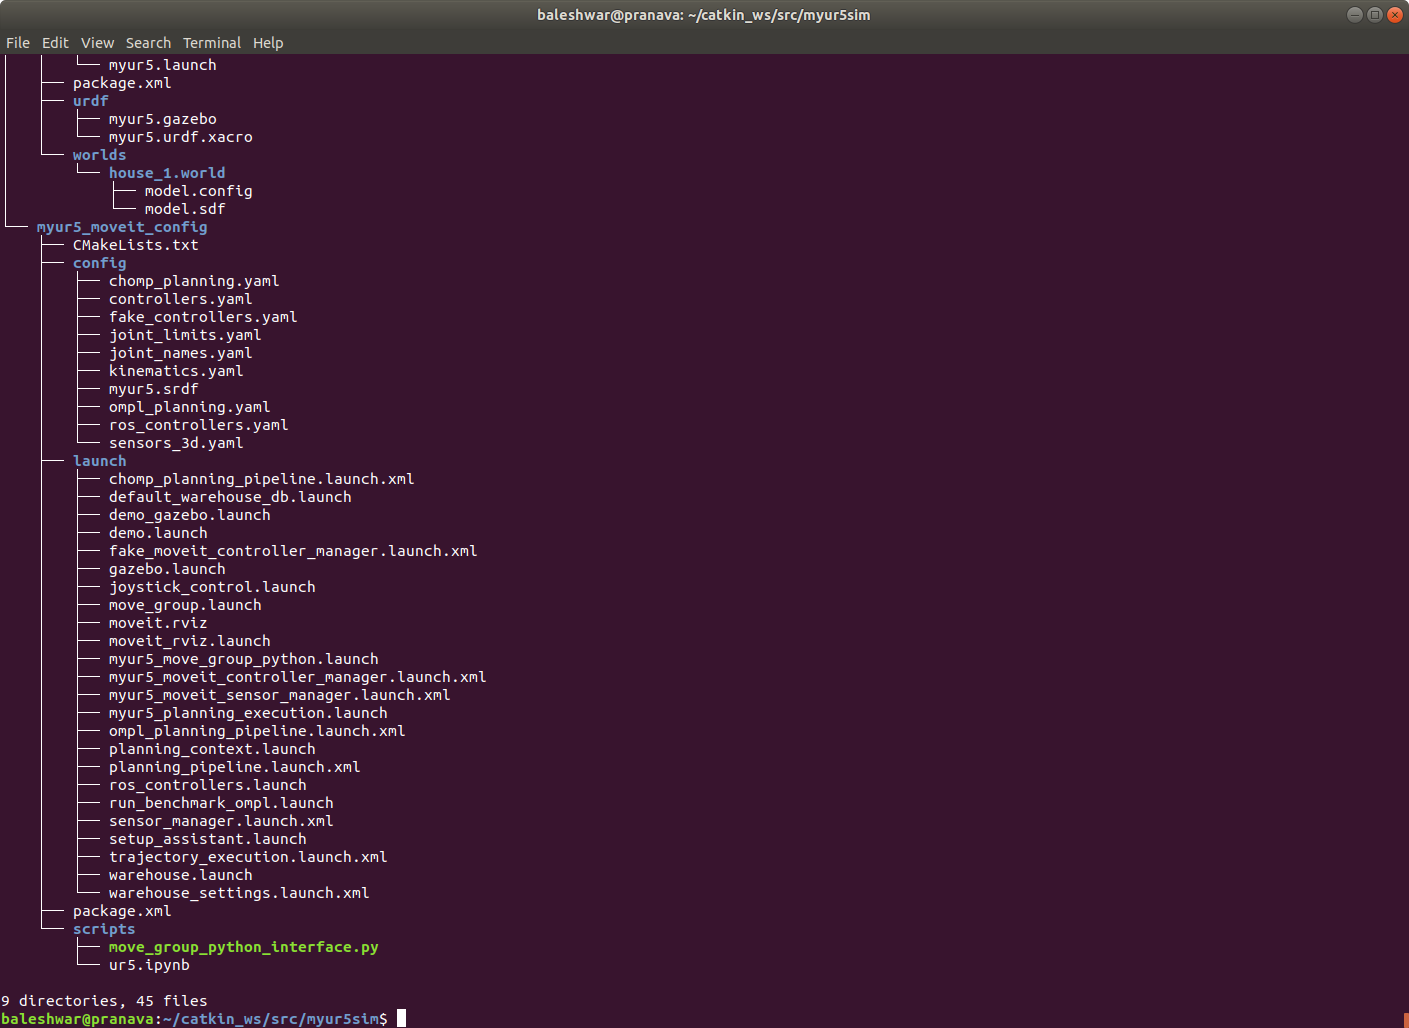 baleshwar@pranava: ~/catkin_ws/src/myur5sim
File Edit View Search Terminal Help
│   │   └── myur5.launch
│   ├── package.xml
│   ├── urdf
│   │   ├── myur5.gazebo
│   │   └── myur5.urdf.xacro
│   └── worlds
│       └── house_1.world
│           ├── model.config
│           └── model.sdf
└── myur5_moveit_config
    ├── CMakeLists.txt
    ├── config
    │   ├── chomp_planning.yaml
    │   ├── controllers.yaml
    │   ├── fake_controllers.yaml
    │   ├── joint_limits.yaml
    │   ├── joint_names.yaml
    │   ├── kinematics.yaml
    │   ├── myur5.srdf
    │   ├── ompl_planning.yaml
    │   ├── ros_controllers.yaml
    │   └── sensors_3d.yaml
    ├── launch
    │   ├── chomp_planning_pipeline.launch.xml
    │   ├── default_warehouse_db.launch
    │   ├── demo_gazebo.launch
    │   ├── demo.launch
    │   ├── fake_moveit_controller_manager.launch.xml
    │   ├── gazebo.launch
    │   ├── joystick_control.launch
    │   ├── move_group.launch
    │   ├── moveit.rviz
    │   ├── moveit_rviz.launch
    │   ├── myur5_move_group_python.launch
    │   ├── myur5_moveit_controller_manager.launch.xml
    │   ├── myur5_moveit_sensor_manager.launch.xml
    │   ├── myur5_planning_execution.launch
    │   ├── ompl_planning_pipeline.launch.xml
    │   ├── planning_context.launch
    │   ├── planning_pipeline.launch.xml
    │   ├── ros_controllers.launch
    │   ├── run_benchmark_ompl.launch
    │   ├── sensor_manager.launch.xml
    │   ├── setup_assistant.launch
    │   ├── trajectory_execution.launch.xml
    │   ├── warehouse.launch
    │   └── warehouse_settings.launch.xml
    ├── package.xml
    └── scripts
        ├── move_group_python_interface.py
        └── ur5.ipynb

9 directories, 45 files
baleshwar@pranava:~/catkin_ws/src/myur5sim$